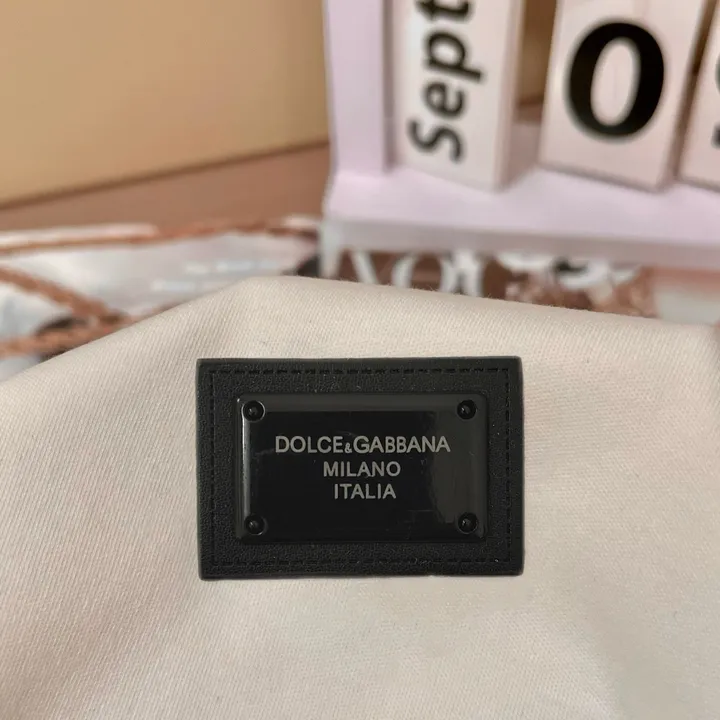 Sept
0
DOLCE&GABBANA
MILANO
ITALIA